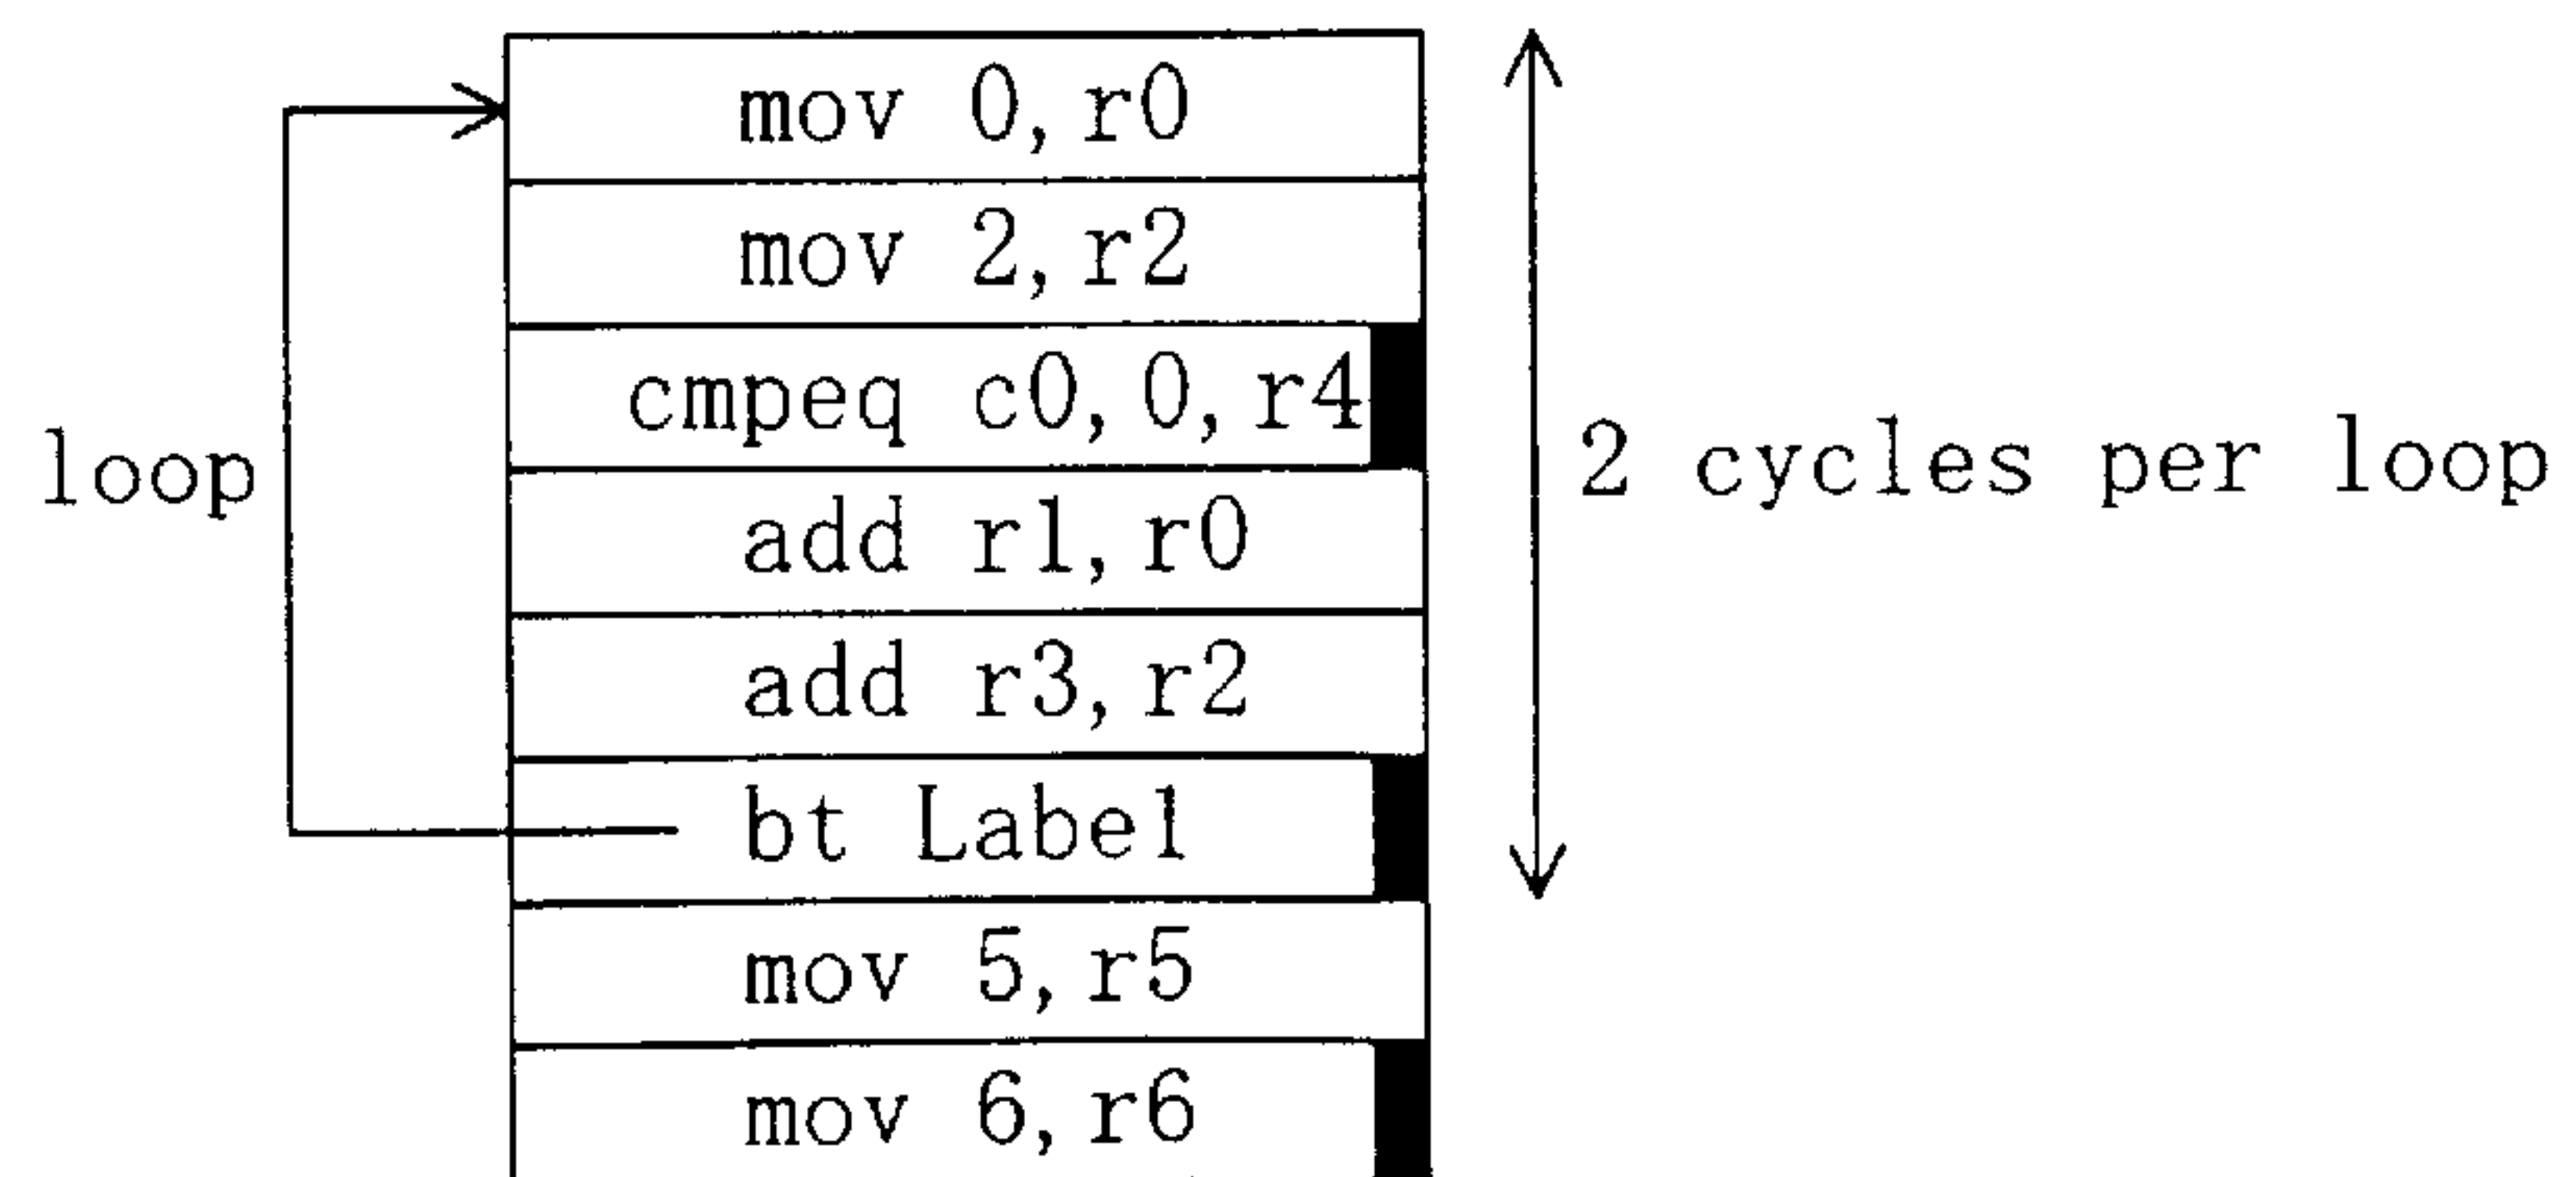 mov 0,r0
mov 2,r2
cmpeq c0,0,r4
loop
2 cycles per loop
add r1,r0
add r3,r2
bt Label
mov 5,r5
mov 6,r6